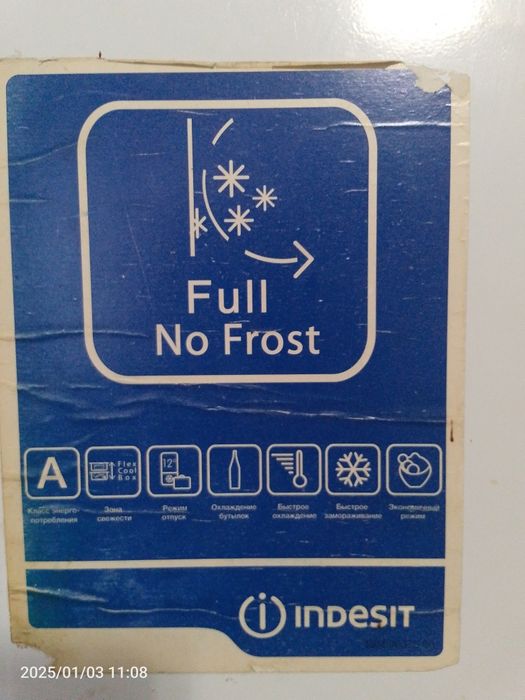 Full
No Frost
A
Flex
Cool
Box
12°
Класс энерго-
потребления
Зона
свежести
Режим
отпуск
Охлаждение
бутылок
Быстрое
охлаждение
Быстрое
замораживание
режим
INDESIT
2025/01/03 11:08